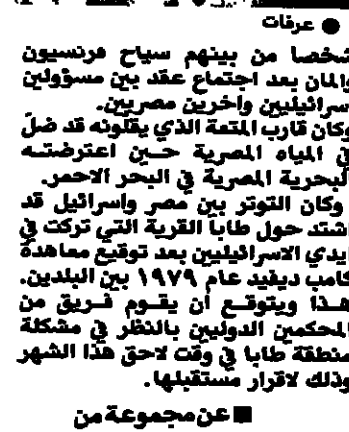 ● عرفات
شخصا من بينهم سياح فرنسيون
والمان بعد اجتماع عقد بين مسؤولين
اسرائيليين واخرين مصريين.
وكان قارب المتعة الذي يقلونه قد ضل
في المياه المصرية حين اعترضته
البحرية المصرية في البحر الاحمر.
وكان التوتر بين مصر واسرائيل قد
اشتد حول طابا القرية التي تركت في
ايدي الاسرائيليين بعد توقيع معاهدة
كامب ديفيد عام ١٩٧٩ بين البلدين.
هذا ويتوقع ان يقوم فريق من
المحكمين الدوليين بالنظر في مشكلة
منطقة طابا في وقت لاحق هذا الشهر
وذلك لاقرار مستقبلها.
■ عن مجموعة من